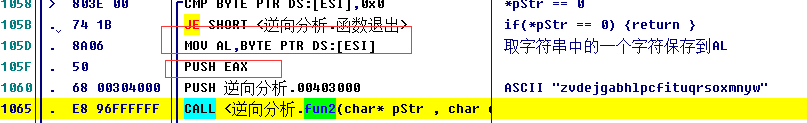 1058 > 803E 00 CMP BYTE PTR DS:[ESI],0x0 *pStr == 0
105B . 74 1B JE SHORT <逆向分析.函数退出> if(*pStr == 0) {return }
105D . 8A06 MOV AL,BYTE PTR DS:[ESI] 取字符串中的一个字符保存到AL
105F . 50 PUSH EAX
1060 . 68 00304000 PUSH 逆向分析.00403000 ASCII "zvdejgabhlpcfituqrsoxmnyw"
1065 . E8 96FFFFFF CALL <逆向分析.fun2(char* pStr , char